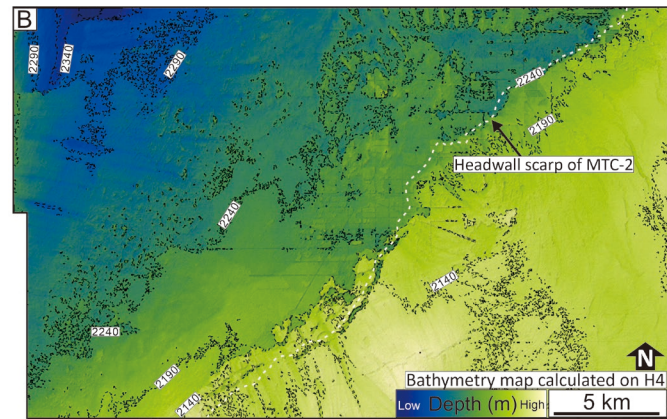 B
2290
2340
2290
2240
2190
Headwall scarp of MTC-2
2240
2140
2240
2190
2140
N
Bathymetry map calculated on H4
Low Depth (m) High
5 km